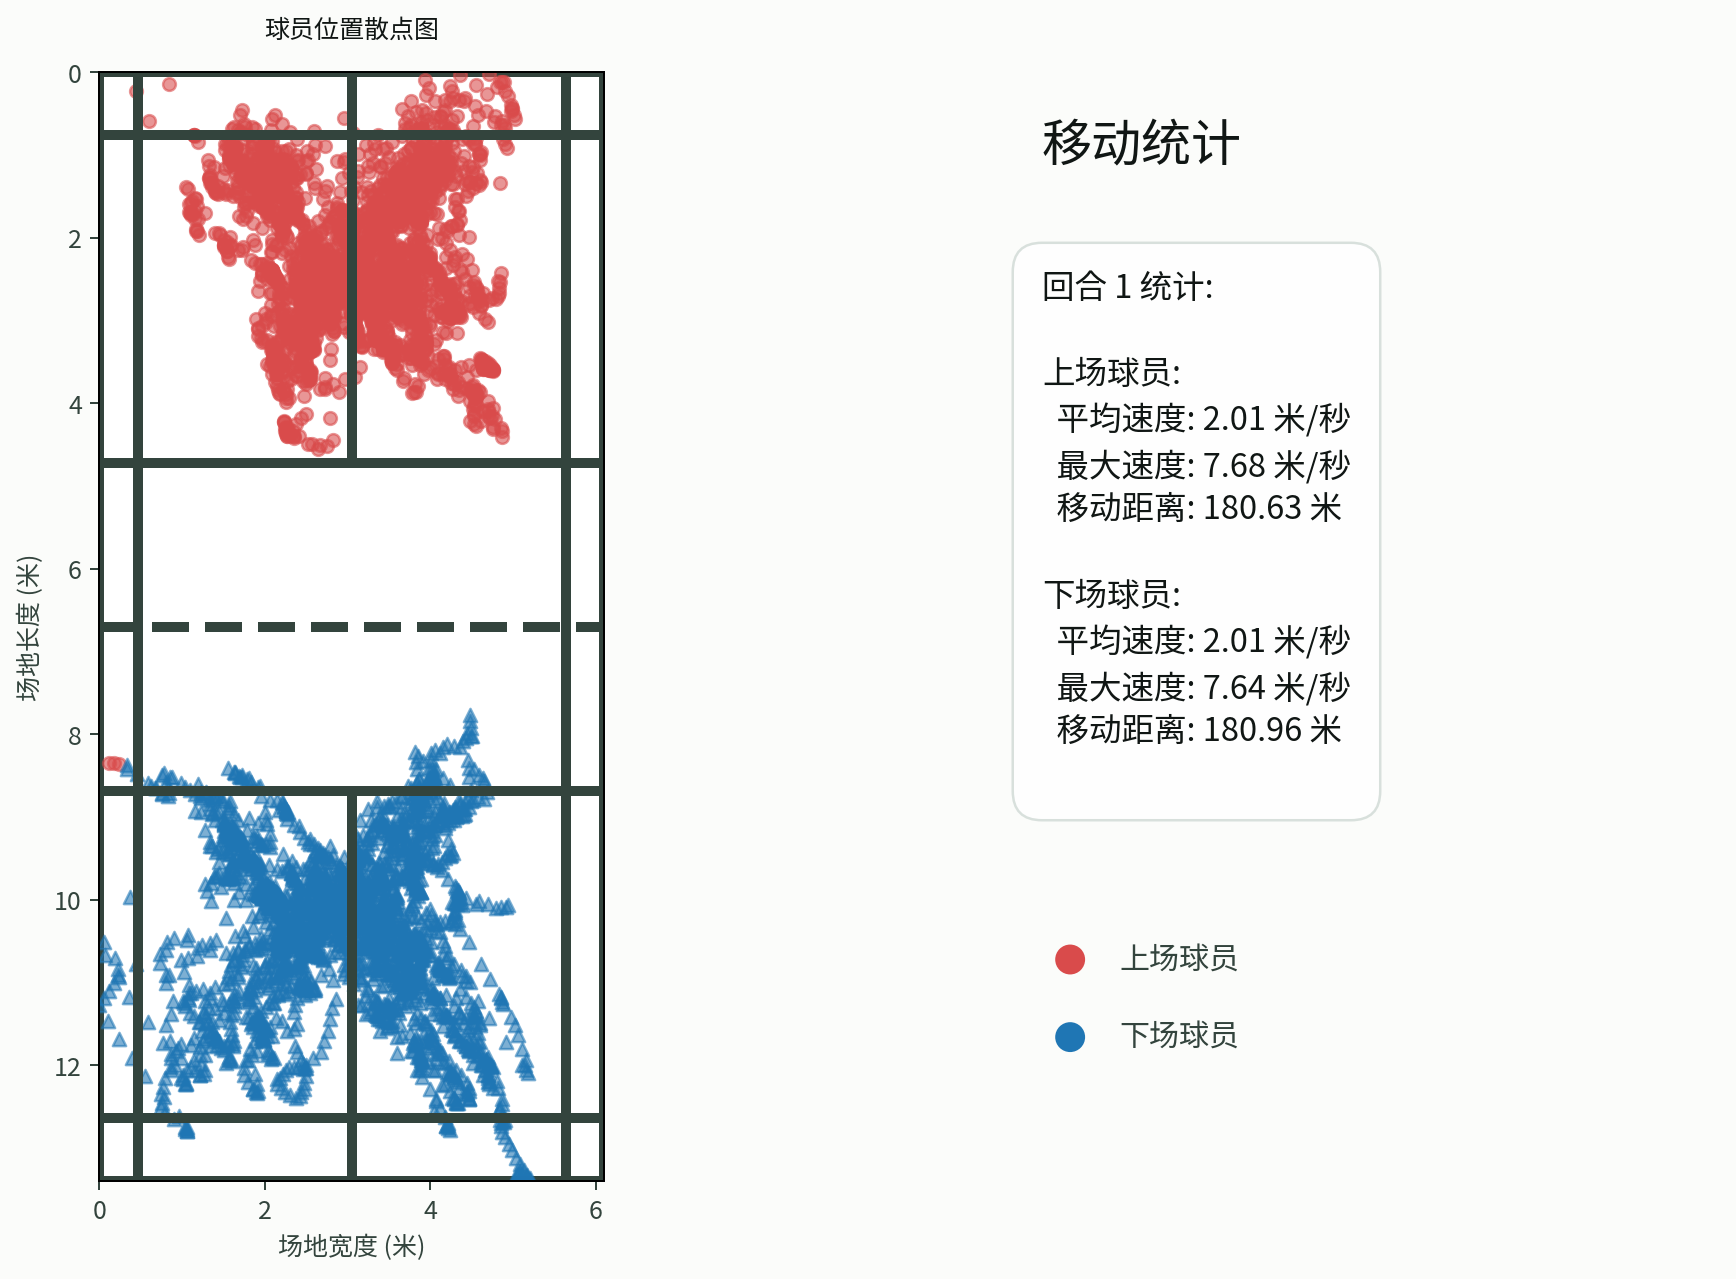 球员位置散点图
0
2
4
6
8
10
12
场地长度 (米)
0 2 4 6
场地宽度 (米)
移动统计
回合 1 统计:
上场球员:
平均速度: 2.01 米/秒
最大速度: 7.68 米/秒
移动距离: 180.63 米
下场球员:
平均速度: 2.01 米/秒
最大速度: 7.64 米/秒
移动距离: 180.96 米
上场球员
下场球员